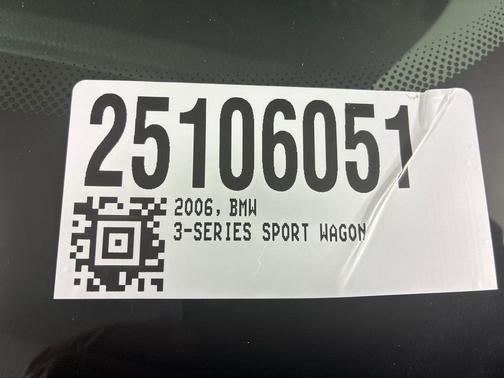 25106051
2006, BMW
3-SERIES SPORT WAGON